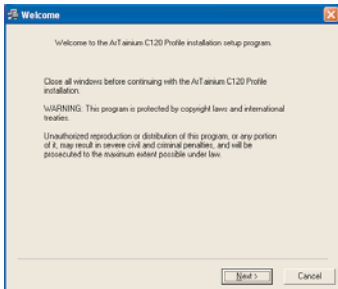 Welcome
Welcome to the ArTainium C120 Profile installation setup program.
Close all windows before continuing with the ArTainium C120 Profile
installation.
WARNING: This program is protected by copyright laws and international
treaties.
Unauthorized reproduction or distribution of this program, or any portion
of it, may result in severe civil and criminal penalties, and will be
prosecuted to the maximum extent possible under law.
Next >
Cancel